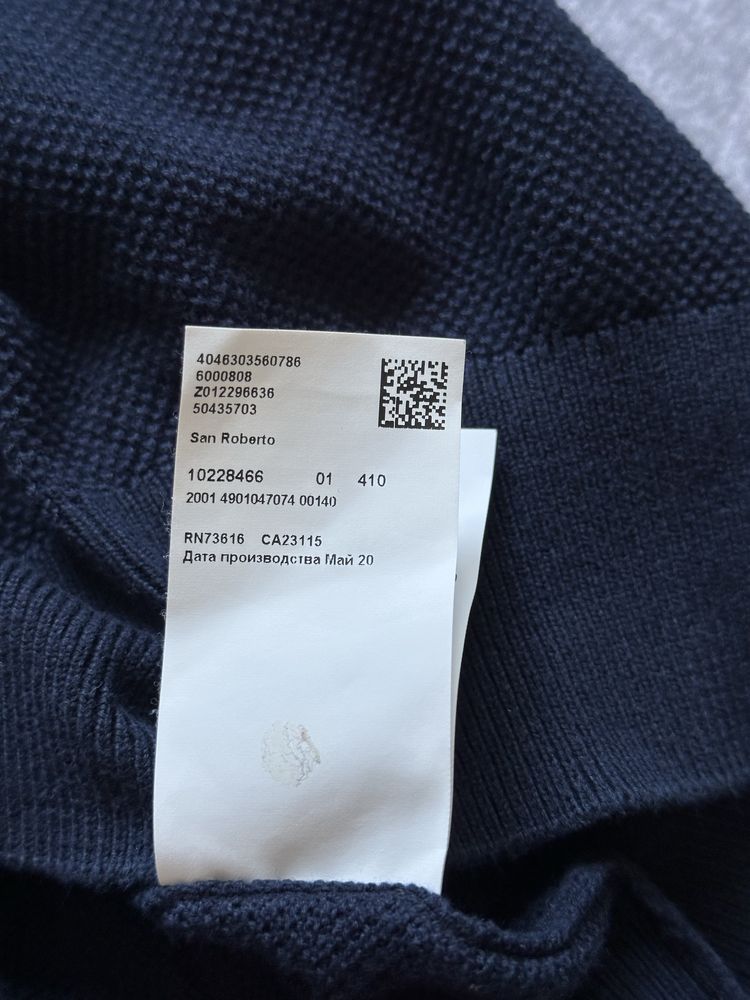 4046303560786
6000808
Z012296636
50435703
San Roberto
10228466 01 410
2001 4901047074 00140
RN73616 CA23115
Дата производства Май 20